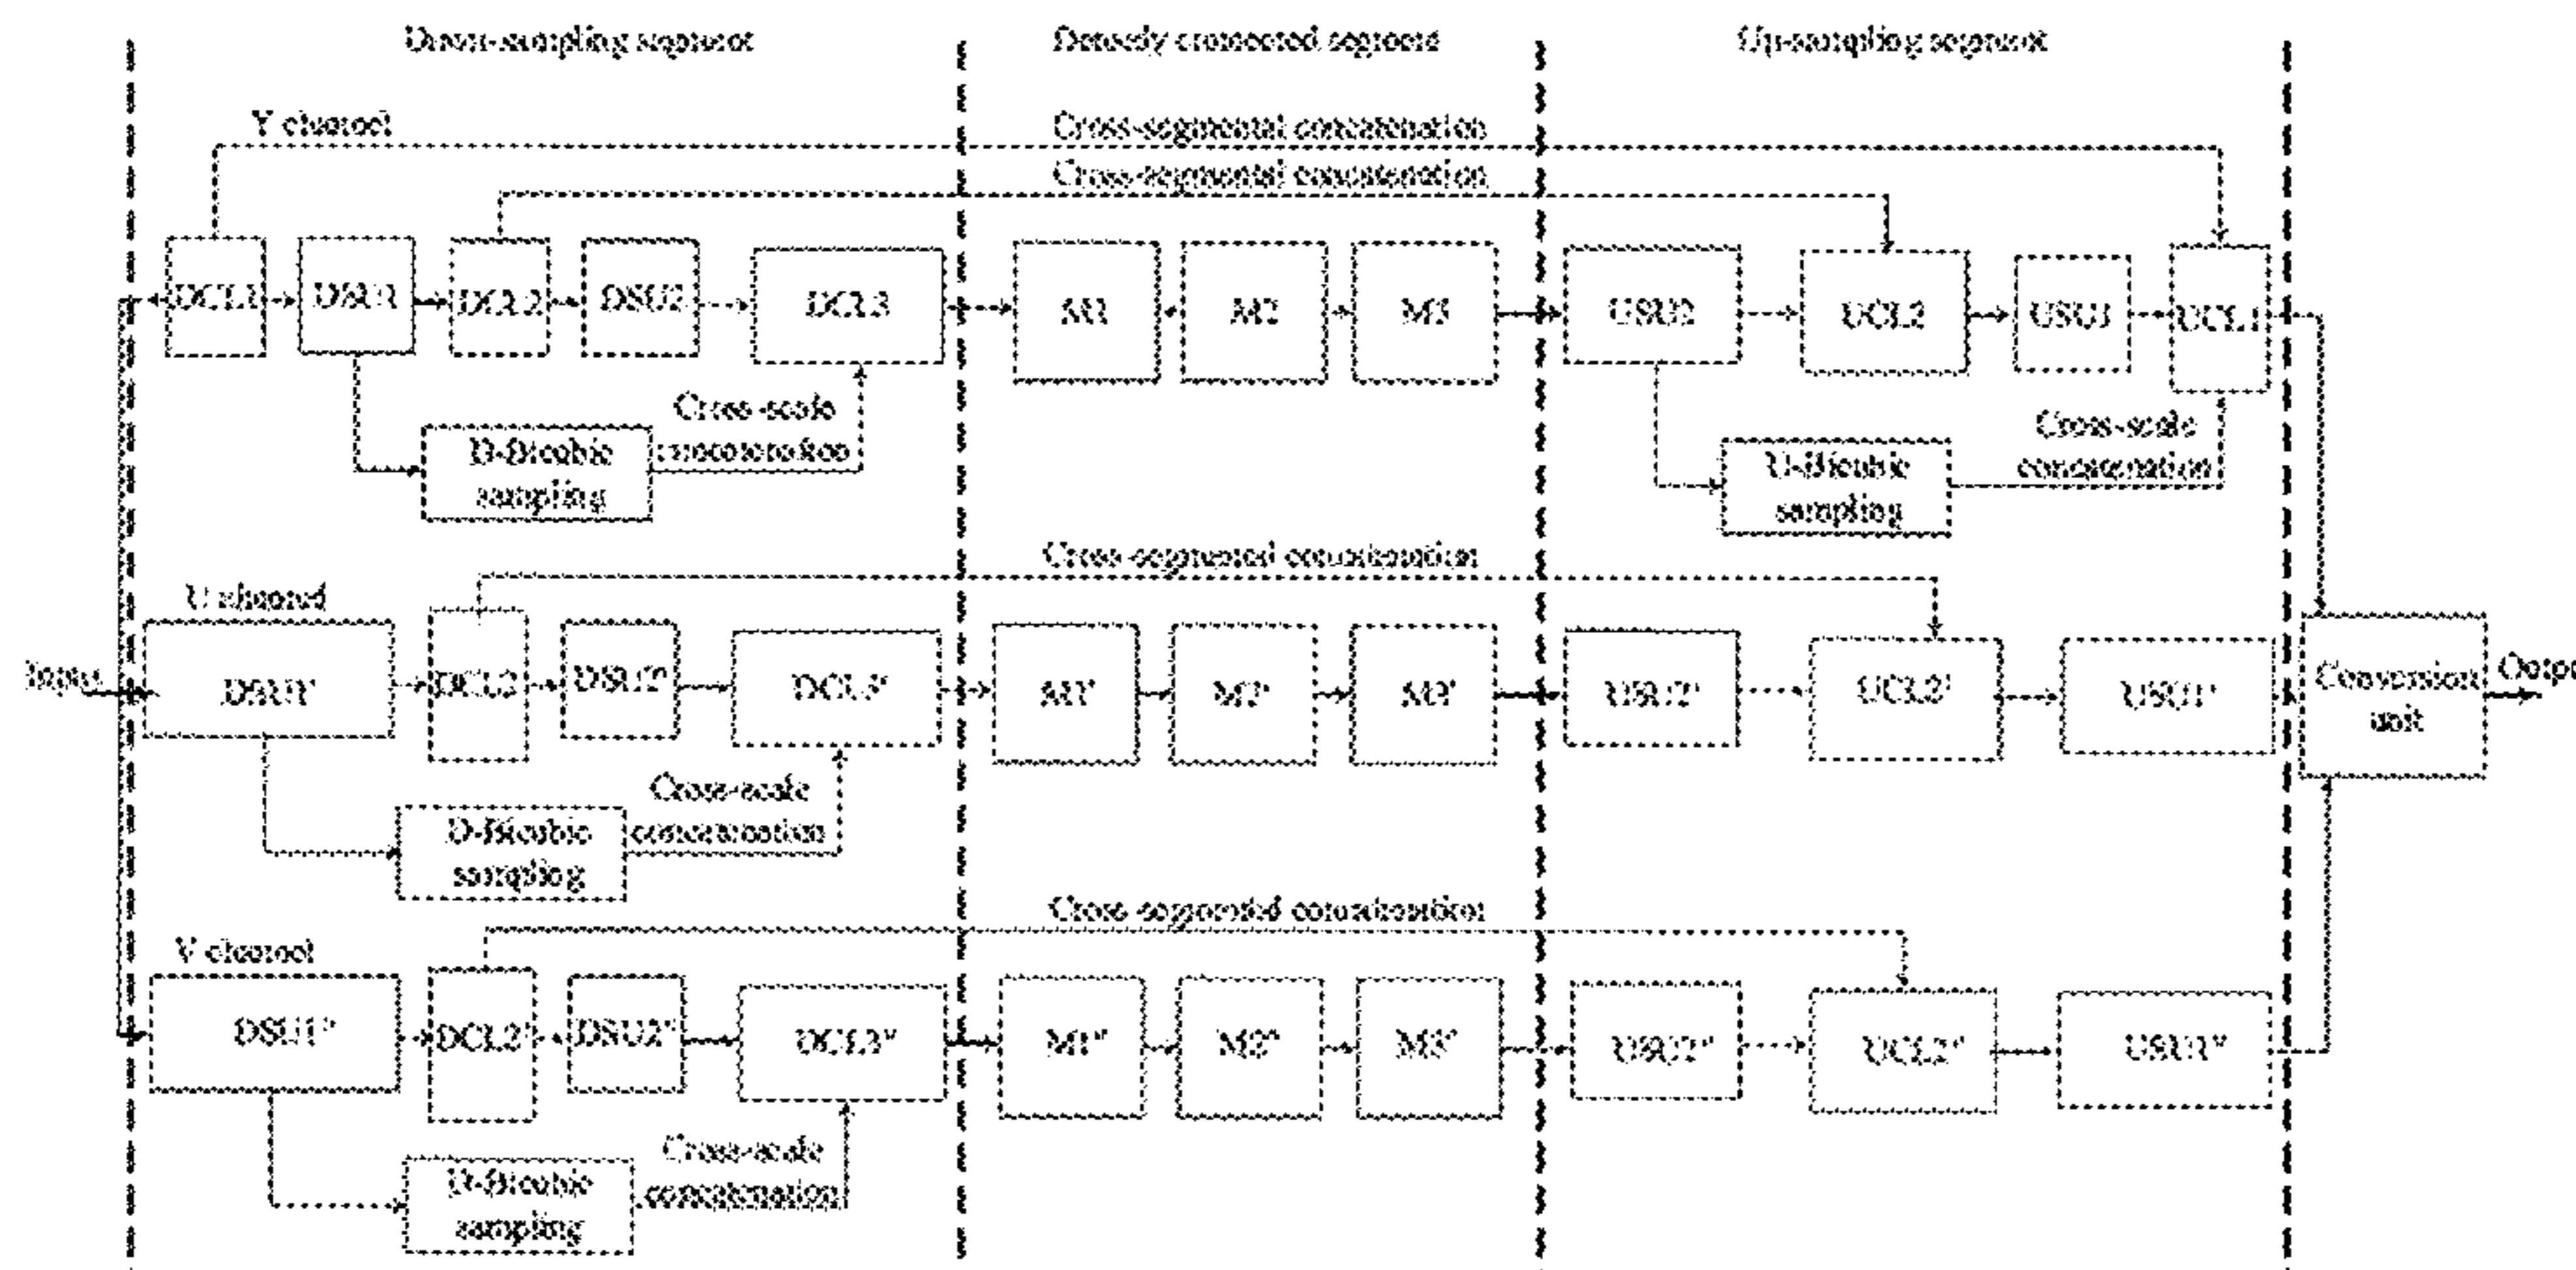 Down-sampling segment
Densely connected segment
Up-sampling segment
Y channel
Cross-segmental concatenation
Cross-segmental concatenation
DCL1
DSU1
DCL2
DSU2
DCL3
M1
M2
M3
USU2
UCL2
USU1
UCL1
Cross-scale
concatenation
D-Bicubic
sampling
Cross-scale
concatenation
U-Bicubic
sampling
Cross-segmented concatenation
U channel
Input
DSU1'
DCL2'
DSU2'
DCL3'
M1'
M2'
M3'
USU2'
UCL2'
USU1'
Conversion
unit
Output
Cross-scale
concatenation
D-Bicubic
sampling
Cross-segmented concatenation
V channel
DSU1"
DCL2"
DSU2"
DCL3"
M1"
M2"
M3"
USU2"
UCL2"
USU1"
Cross-scale
concatenation
D-Bicubic
sampling